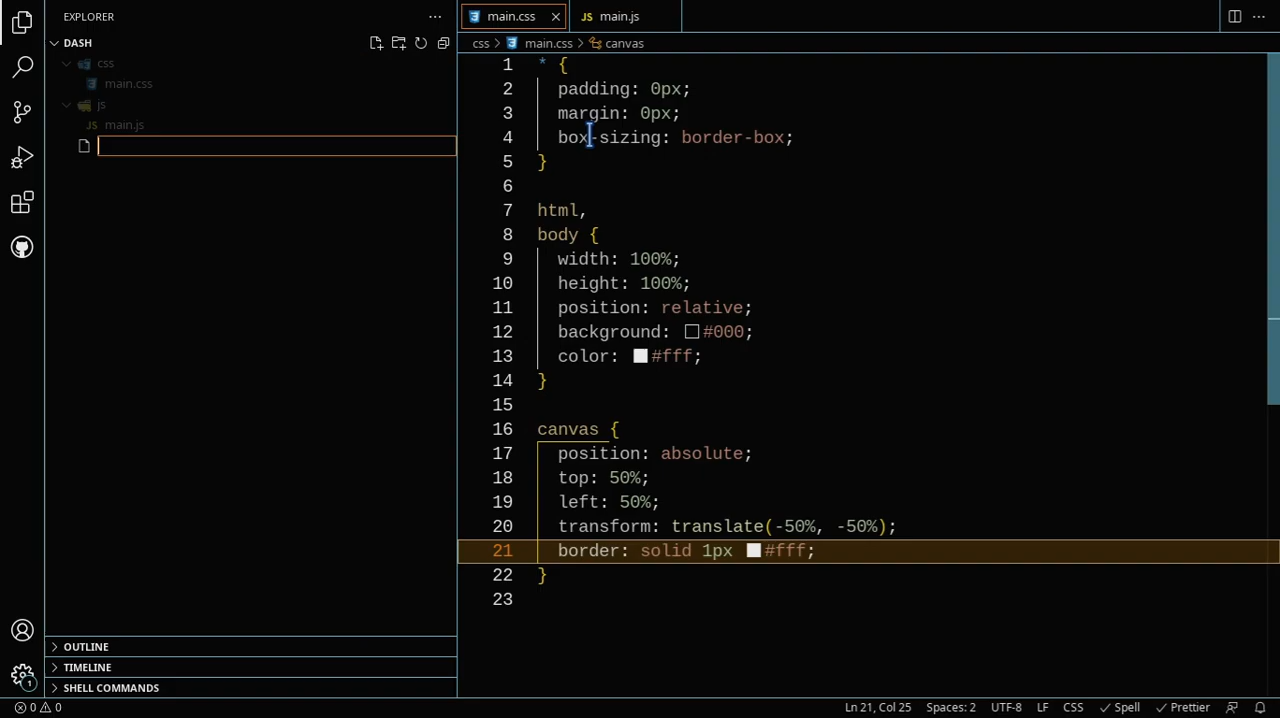 EXPLORER
DASH
css
main.css
js
main.js
OUTLINE
TIMELINE
SHELL COMMANDS
main.css
JS main.js
css > main.css > canvas
1 * {
2 padding: 0px;
3 margin: 0px;
4 box-sizing: border-box;
5 }
6
7 html,
8 body {
9 width: 100%;
10 height: 100%;
11 position: relative;
12 background: #000;
13 color: #fff;
14 }
15
16 canvas {
17 position: absolute;
18 top: 50%;
19 left: 50%;
20 transform: translate(-50%, -50%);
21 border: solid 1px #fff;
22 }
23
1
0 0 Ln 21, Col 25 Spaces: 2 UTF-8 LF CSS Spell Prettier